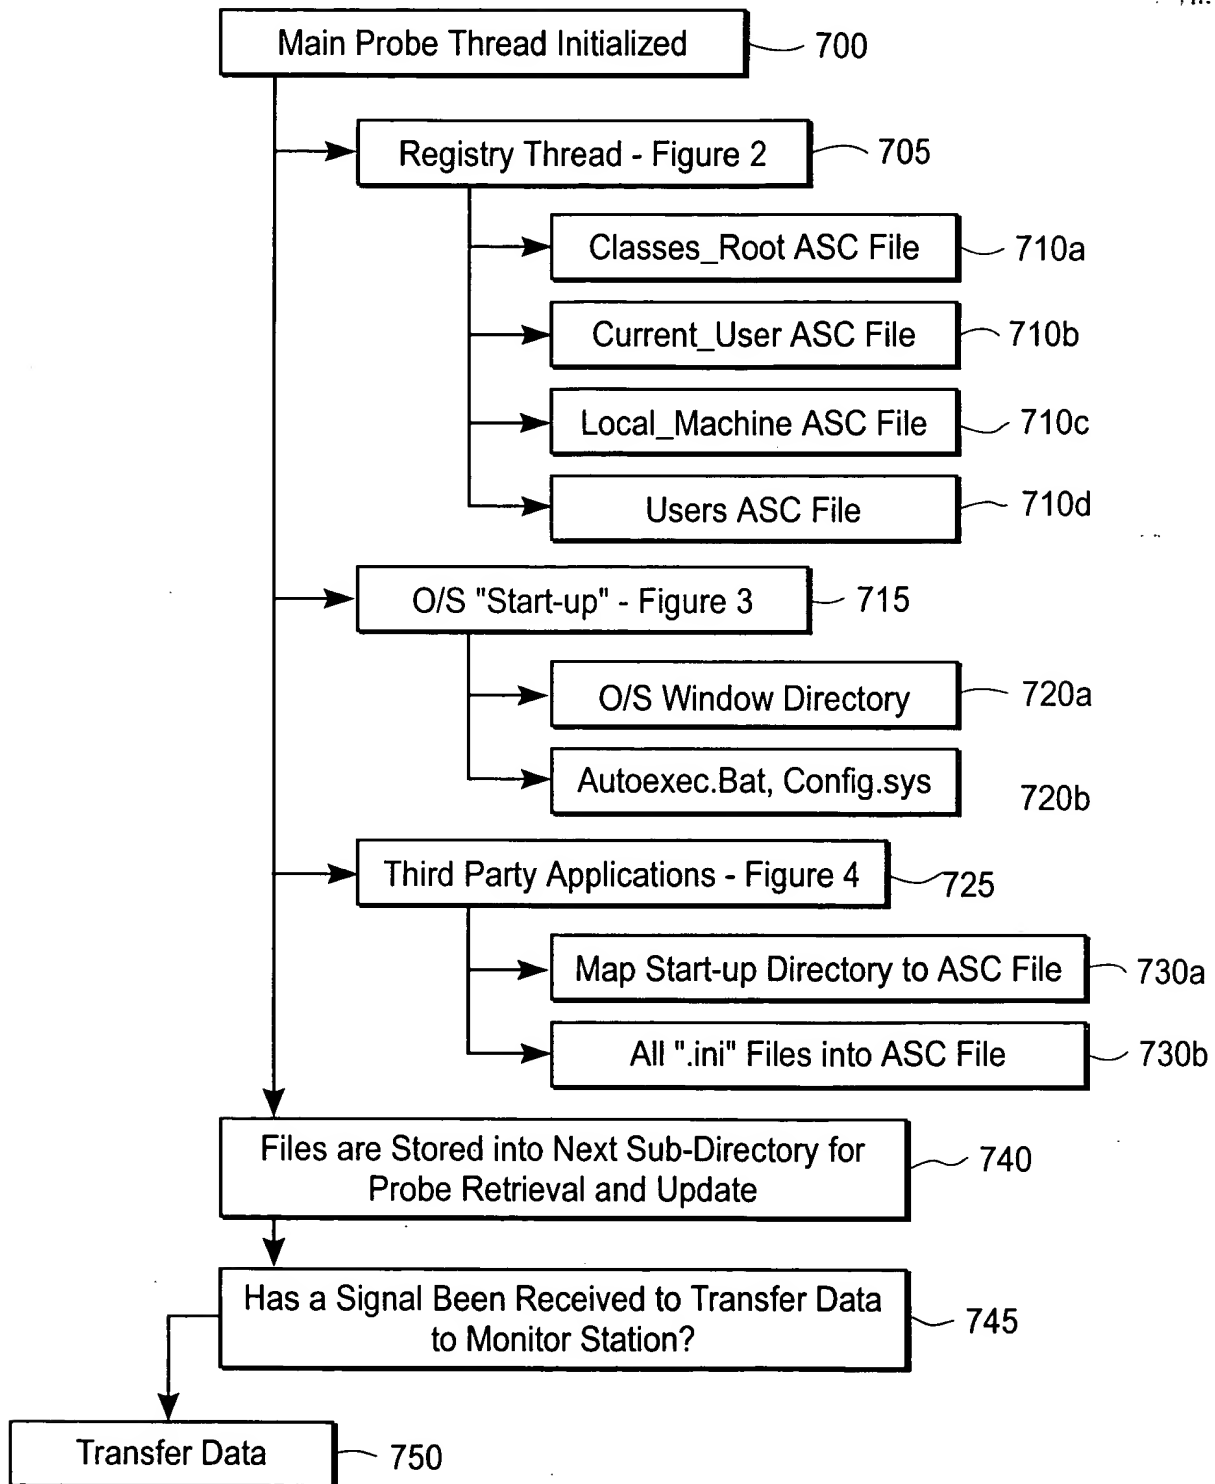 Main Probe Thread Initialized
700
Registry Thread - Figure 2
705
Classes_Root ASC File
710a
Current_User ASC File
710b
Local_Machine ASC File
710c
Users ASC File
710d
O/S "Start-up" - Figure 3
715
O/S Window Directory
720a
Autoexec.Bat, Config.sys
720b
Third Party Applications - Figure 4
725
Map Start-up Directory to ASC File
730a
All ".ini" Files into ASC File
730b
Files are Stored into Next Sub-Directory for
Probe Retrieval and Update
740
Has a Signal Been Received to Transfer Data
to Monitor Station?
745
Transfer Data
750